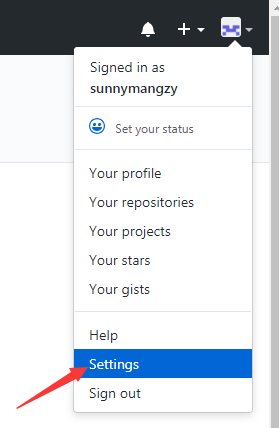 Signed in as
sunnymangzy
Set your status
Your profile
Your repositories
Your projects
Your stars
Your gists
Help
Settings
Sign out